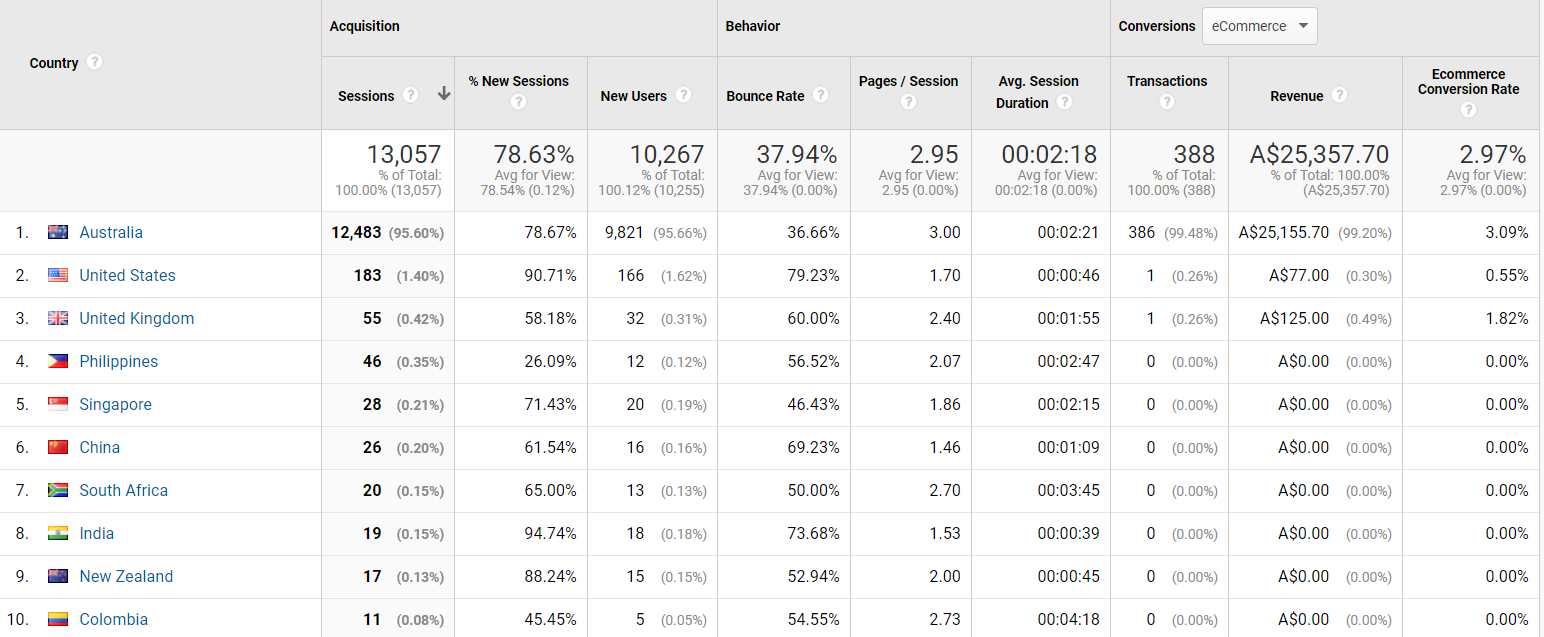 Acquisition Behavior Conversions eCommerce
Country ?
Sessions ? % New Sessions ? New Users ? Bounce Rate ? Pages / Session ? Avg. Session Duration ? Transactions ? Revenue ? Ecommerce Conversion Rate ?
13,057 78.63% 10,267 37.94% 2.95 00:02:18 388 A$25,357.70 2.97%
% of Total: Avg for View: % of Total: Avg for View: Avg for View: Avg for View: % of Total: % of Total: 100.00% Avg for View:
100.00% (13,057) 78.54% (0.12%) 100.12% (10,255) 37.94% (0.00%) 2.95 (0.00%) 00:02:18 (0.00%) 100.00% (388) (A$25,357.70) 2.97% (0.00%)
1. Australia 12,483 (95.60%) 78.67% 9,821 (95.66%) 36.66% 3.00 00:02:21 386 (99.48%) A$25,155.70 (99.20%) 3.09%
2. United States 183 (1.40%) 90.71% 166 (1.62%) 79.23% 1.70 00:00:46 1 (0.26%) A$77.00 (0.30%) 0.55%
3. United Kingdom 55 (0.42%) 58.18% 32 (0.31%) 60.00% 2.40 00:01:55 1 (0.26%) A$125.00 (0.49%) 1.82%
4. Philippines 46 (0.35%) 26.09% 12 (0.12%) 56.52% 2.07 00:02:47 0 (0.00%) A$0.00 (0.00%) 0.00%
5. Singapore 28 (0.21%) 71.43% 20 (0.19%) 46.43% 1.86 00:02:15 0 (0.00%) A$0.00 (0.00%) 0.00%
6. China 26 (0.20%) 61.54% 16 (0.16%) 69.23% 1.46 00:01:09 0 (0.00%) A$0.00 (0.00%) 0.00%
7. South Africa 20 (0.15%) 65.00% 13 (0.13%) 50.00% 2.70 00:03:45 0 (0.00%) A$0.00 (0.00%) 0.00%
8. India 19 (0.15%) 94.74% 18 (0.18%) 73.68% 1.53 00:00:39 0 (0.00%) A$0.00 (0.00%) 0.00%
9. New Zealand 17 (0.13%) 88.24% 15 (0.15%) 52.94% 2.00 00:00:45 0 (0.00%) A$0.00 (0.00%) 0.00%
10. Colombia 11 (0.08%) 45.45% 5 (0.05%) 54.55% 2.73 00:04:18 0 (0.00%) A$0.00 (0.00%) 0.00%